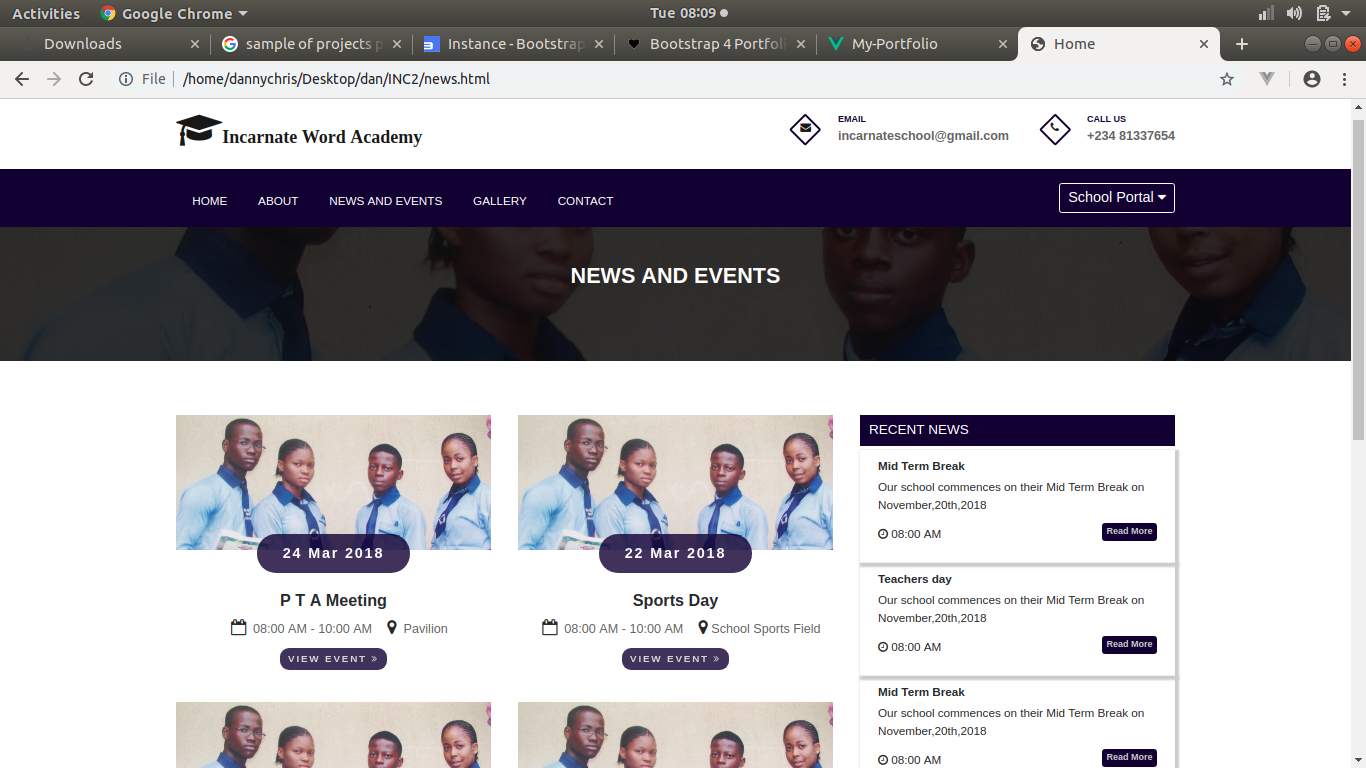 Activities
Google Chrome
Tue 08:09
Downloads
sample of projects p
Instance - Bootstrap
Bootstrap 4 Portfoli
My-Portfolio
Home
File
/home/dannychris/Desktop/dan/INC2/news.html
Incarnate Word Academy
EMAIL
incarnateschool@gmail.com
CALL US
+234 81337654
HOME
ABOUT
NEWS AND EVENTS
GALLERY
CONTACT
School Portal
NEWS AND EVENTS
24 Mar 2018
P T A Meeting
08:00 AM - 10:00 AM
Pavilion
VIEW EVENT »
22 Mar 2018
Sports Day
08:00 AM - 10:00 AM
School Sports Field
VIEW EVENT »
RECENT NEWS
Mid Term Break
Our school commences on their Mid Term Break on
November,20th,2018
08:00 AM
Read More
Teachers day
Our school commences on their Mid Term Break on
November,20th,2018
08:00 AM
Read More
Mid Term Break
Our school commences on their Mid Term Break on
November,20th,2018
08:00 AM
Read More